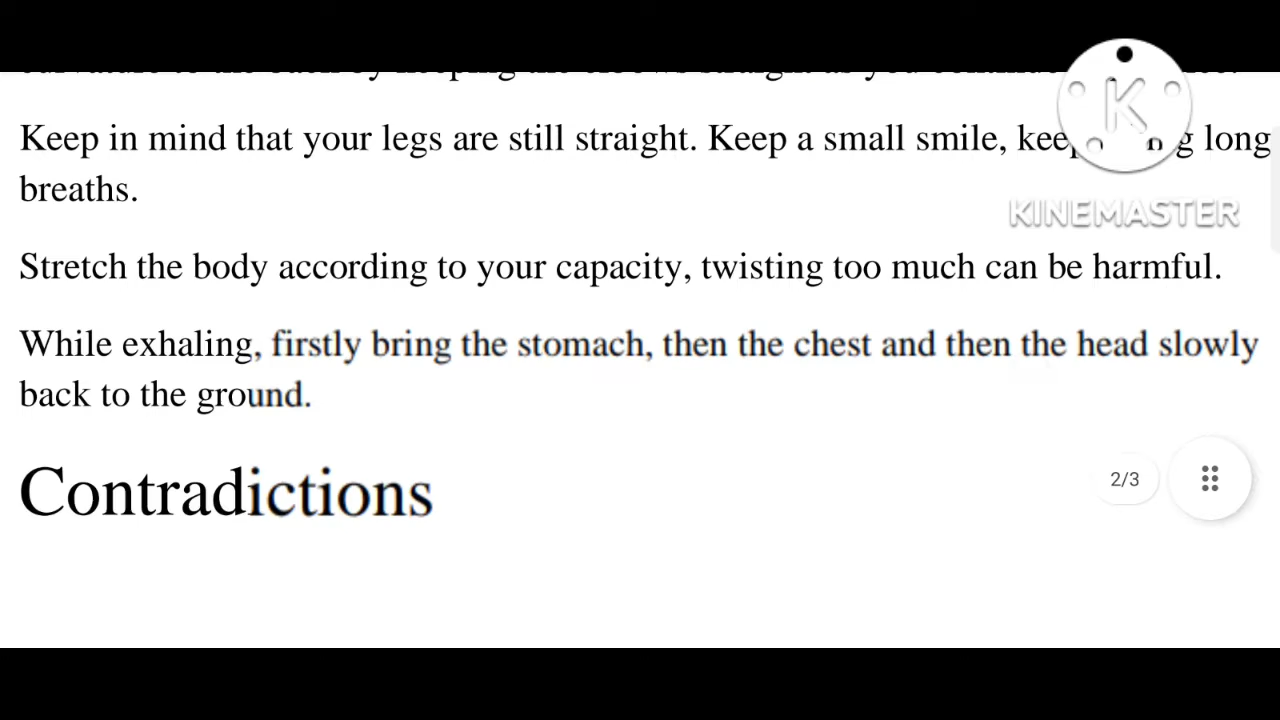 Keep in mind that your legs are still straight. Keep a small smile, long
breaths.
KINEMASTER
Stretch the body according to your capacity, twisting too much can be harmful.
While exhaling, firstly bring the stomach, then the chest and then the head slowly
back to the ground.
Contradictions
2/3